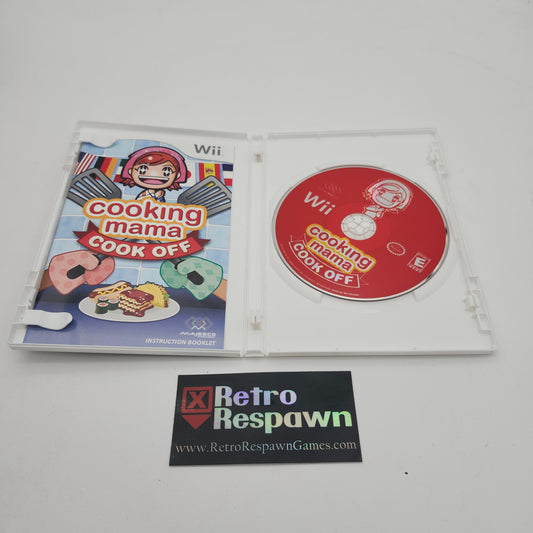 Wii
cooking
mama
COOK OFF
MAJESCO
INSTRUCTION BOOKLET
Wii
cooking
mama
COOK OFF
E
Retro
Respawn
www.RetroRespawnGames.com